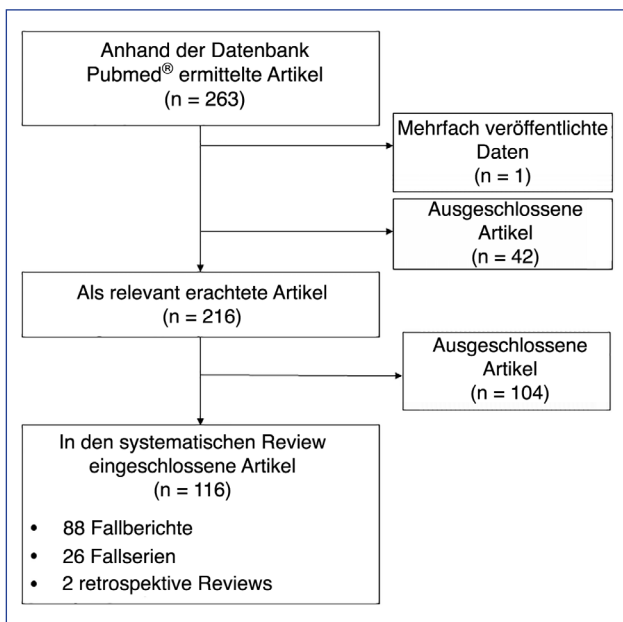 Anhand der Datenbank
Pubmed® ermittelte Artikel
(n = 263)
Mehrfach veröffentlichte
Daten
(n = 1)
Ausgeschlossene
Artikel
(n = 42)
Als relevant erachtete Artikel
(n = 216)
Ausgeschlossene
Artikel
(n = 104)
In den systematischen Review
eingeschlossene Artikel
(n = 116)
• 88 Fallberichte
• 26 Fallserien
• 2 retrospektive Reviews